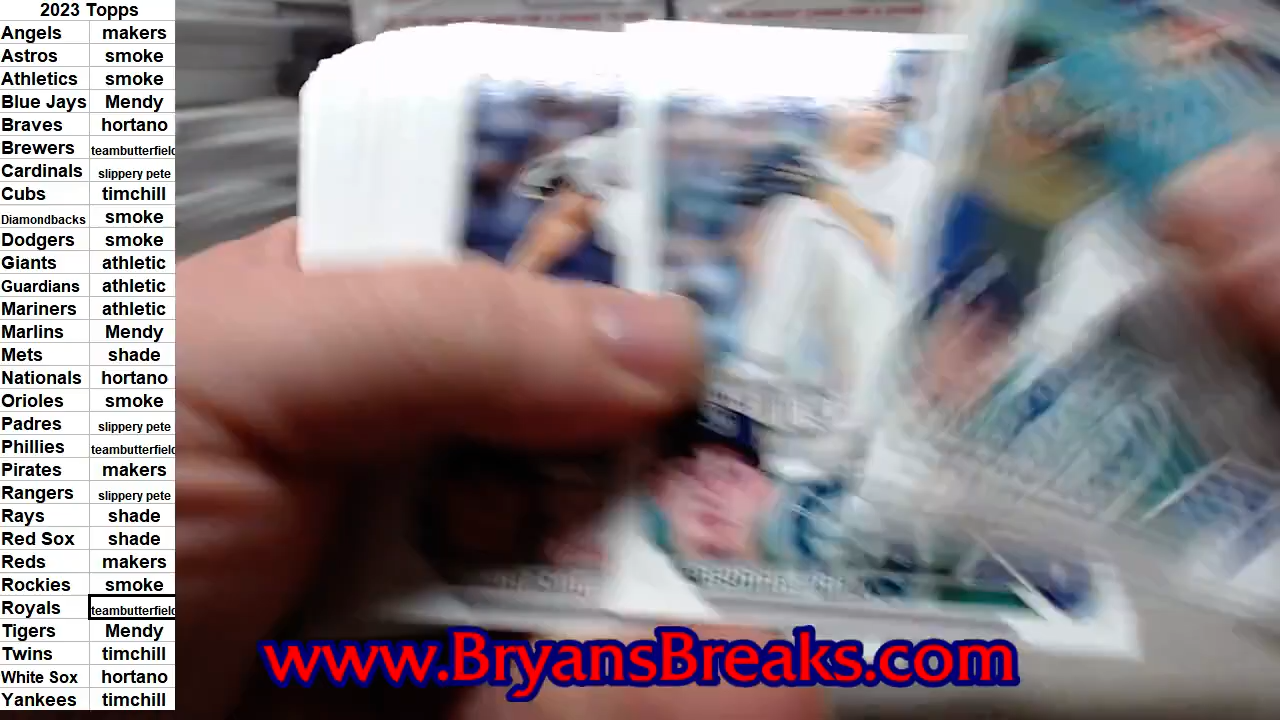 2023 Topps
Angels makers
Astros smoke
Athletics smoke
Blue Jays Mendy
Braves hortano
Brewers teambutterfield
Cardinals slippery pete
Cubs timchill
Diamondbacks smoke
Dodgers smoke
Giants athletic
Guardians athletic
Mariners athletic
Marlins Mendy
Mets shade
Nationals hortano
Orioles smoke
Padres slippery pete
Phillies teambutterfield
Pirates makers
Rangers slippery pete
Rays shade
Red Sox shade
Reds makers
Rockies smoke
Royals teambutterfield
Tigers Mendy
Twins timchill
White Sox hortano
Yankees timchill
www.BryansBreaks.com